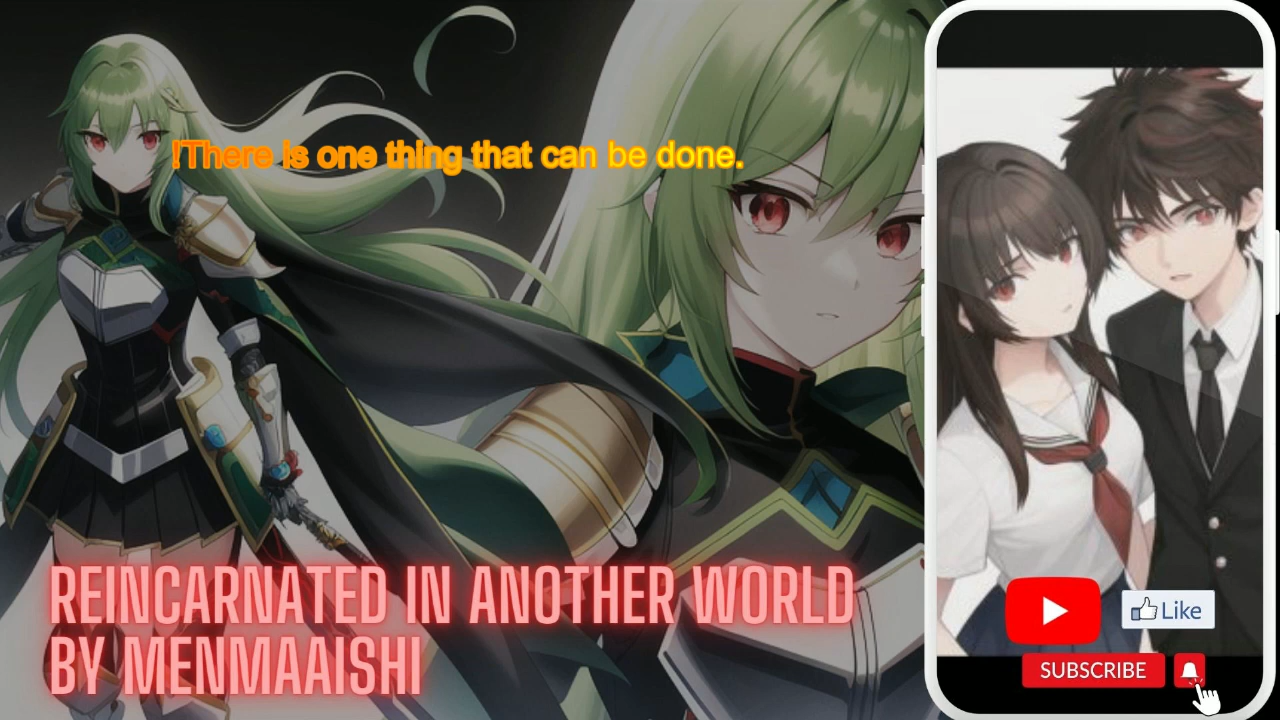 !There is one thing that can be done.
REINCARNATED IN ANOTHER WORLD
BY MENMAAISHI
Like
SUBSCRIBE